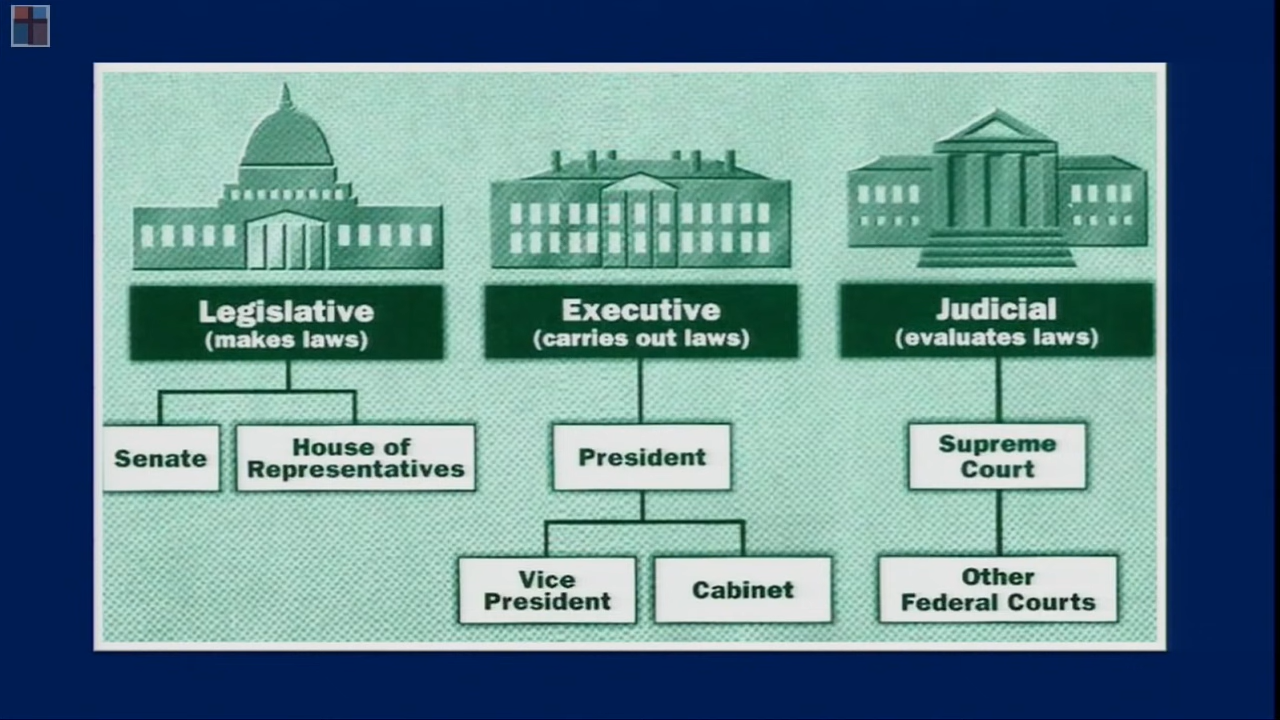 Legislative
(makes laws)
Executive
(carries out laws)
Judicial
(evaluates laws)
Senate
House of
Representatives
President
Supreme
Court
Vice
President
Cabinet
Other
Federal Courts